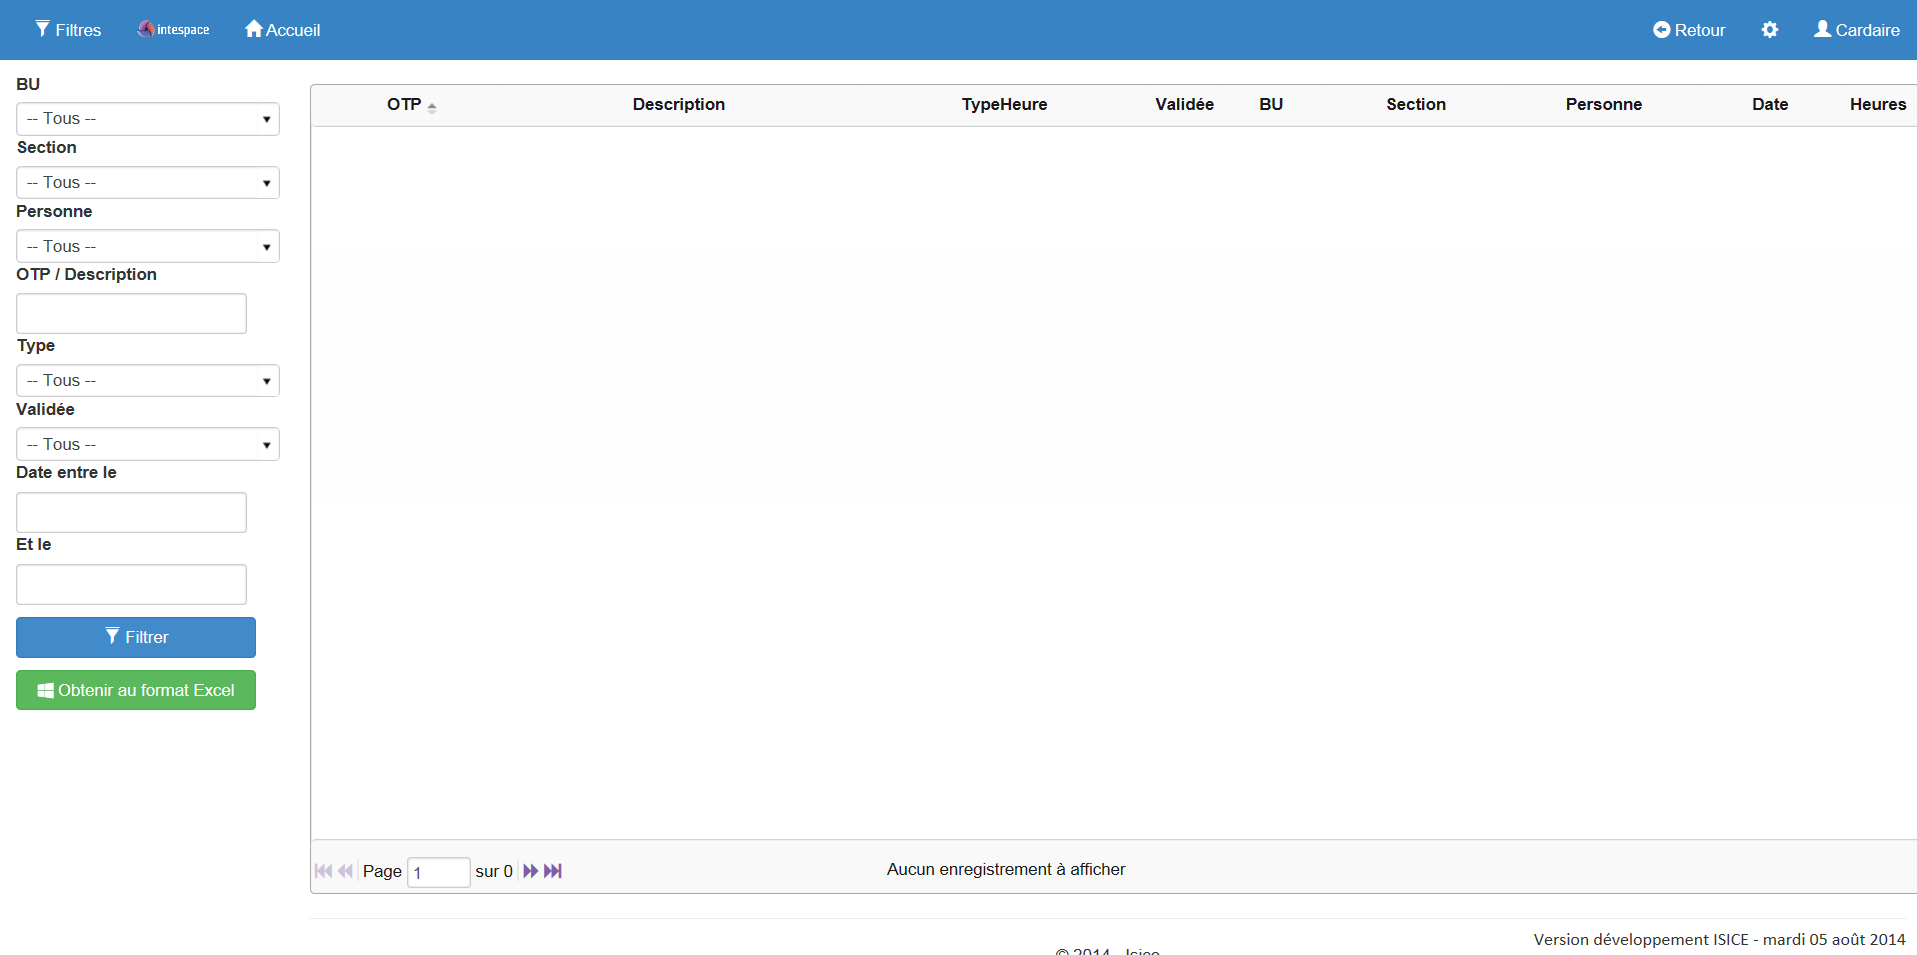 Filtres intespace Accueil Retour Cardaire
BU
-- Tous --
Section
-- Tous --
Personne
-- Tous --
OTP / Description
Type
-- Tous --
Validée
-- Tous --
Date entre le
Et le
Filtrer
Obtenir au format Excel
OTP Description TypeHeure Validée BU Section Personne Date Heures
Page 1 sur 0 Aucun enregistrement à afficher
Version développement ISICE - mardi 05 août 2014
© 2014 - Isice